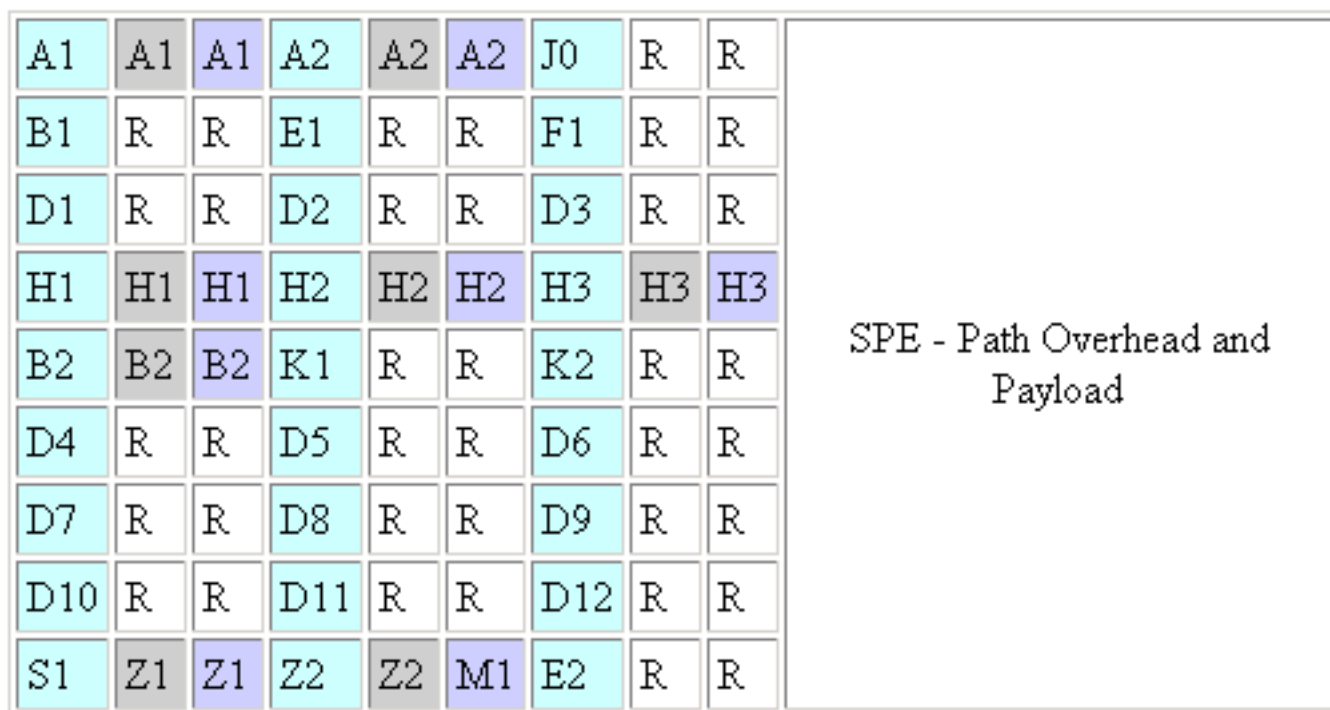 A1 A1 A1 A2 A2 A2 J0 R R
B1 R R E1 R R F1 R R
D1 R R D2 R R D3 R R
H1 H1 H1 H2 H2 H2 H3 H3 H3
B2 B2 B2 K1 R R K2 R R
SPE - Path Overhead and
Payload
D4 R R D5 R R D6 R R
D7 R R D8 R R D9 R R
D10 R R D11 R R D12 R R
S1 Z1 Z1 Z2 Z2 M1 E2 R R